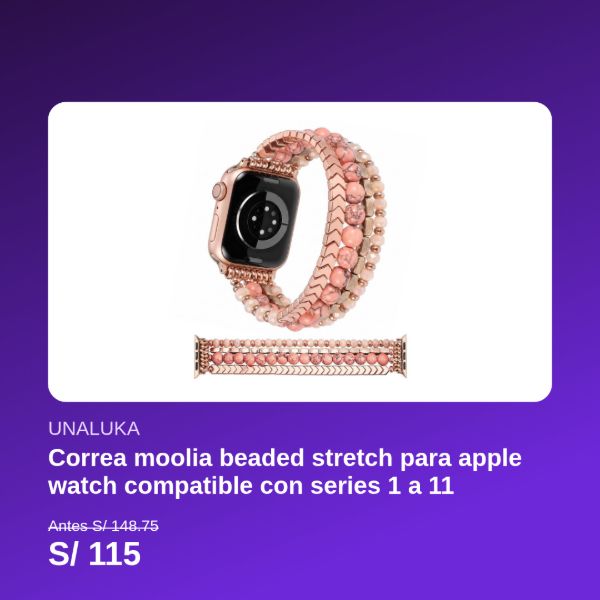 UNALUKA
Correa moolia beaded stretch para apple
watch compatible con series 1 a 11
Antes S/ 148.75
S/ 115